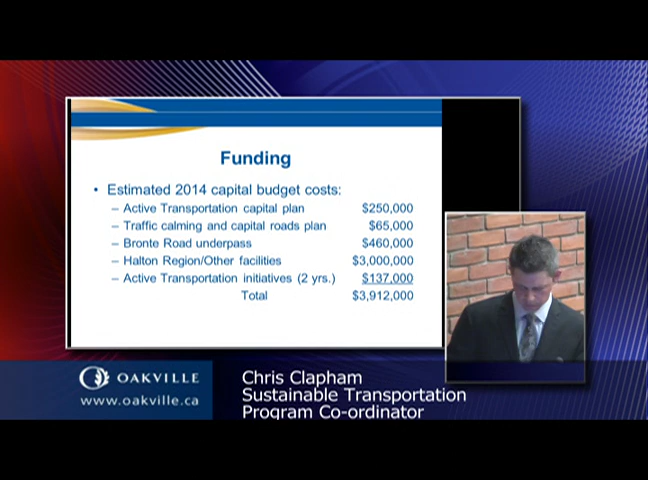 Funding
• Estimated 2014 capital budget costs:
– Active Transportation capital plan $250,000
– Traffic calming and capital roads plan $65,000
– Bronte Road underpass $460,000
– Halton Region/Other facilities $3,000,000
– Active Transportation initiatives (2 yrs.) $137,000
Total $3,912,000
OAKVILLE
www.oakville.ca
Chris Clapham
Sustainable Transportation
Program Co-ordinator